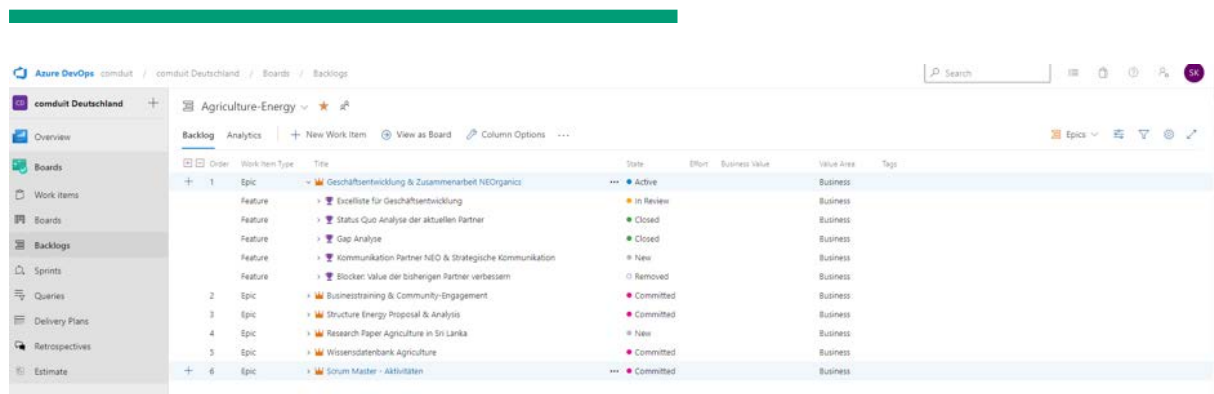 Azure DevOps comduit / comduit Deutschland / Boards / Backlogs Search SK
CD comduit Deutschland
Agriculture-Energy
Overview
Backlog Analytics New Work Item View as Board Column Options ... Epics
Boards
Order Work Item Type Title State Effort Business Value Value Area Tags
1 Epic Geschäftsentwicklung & Zusammenarbeit NEOrganics ... Active Business
Work items
Feature Excelliste für Geschäftsentwicklung In Review Business
Boards
Feature Status Quo Analyse der aktuellen Partner Closed Business
Backlogs
Feature Gap Analyse Closed Business
Feature Kommunikation Partner NEO & Strategische Kommunikation New Business
Sprints
Feature Blocker: Value der bisherigen Partner verbessern Removed Business
Queries
2 Epic Businesstraining & Community-Engagement Committed Business
3 Epic Structure Energy Proposal & Analysis Committed Business
Delivery Plans
4 Epic Research Paper Agriculture in Sri Lanka New Business
Retrospectives
5 Epic Wissensdatenbank Agriculture Committed Business
Estimate
6 Epic Scrum Master - Aktivitäten ... Committed Business